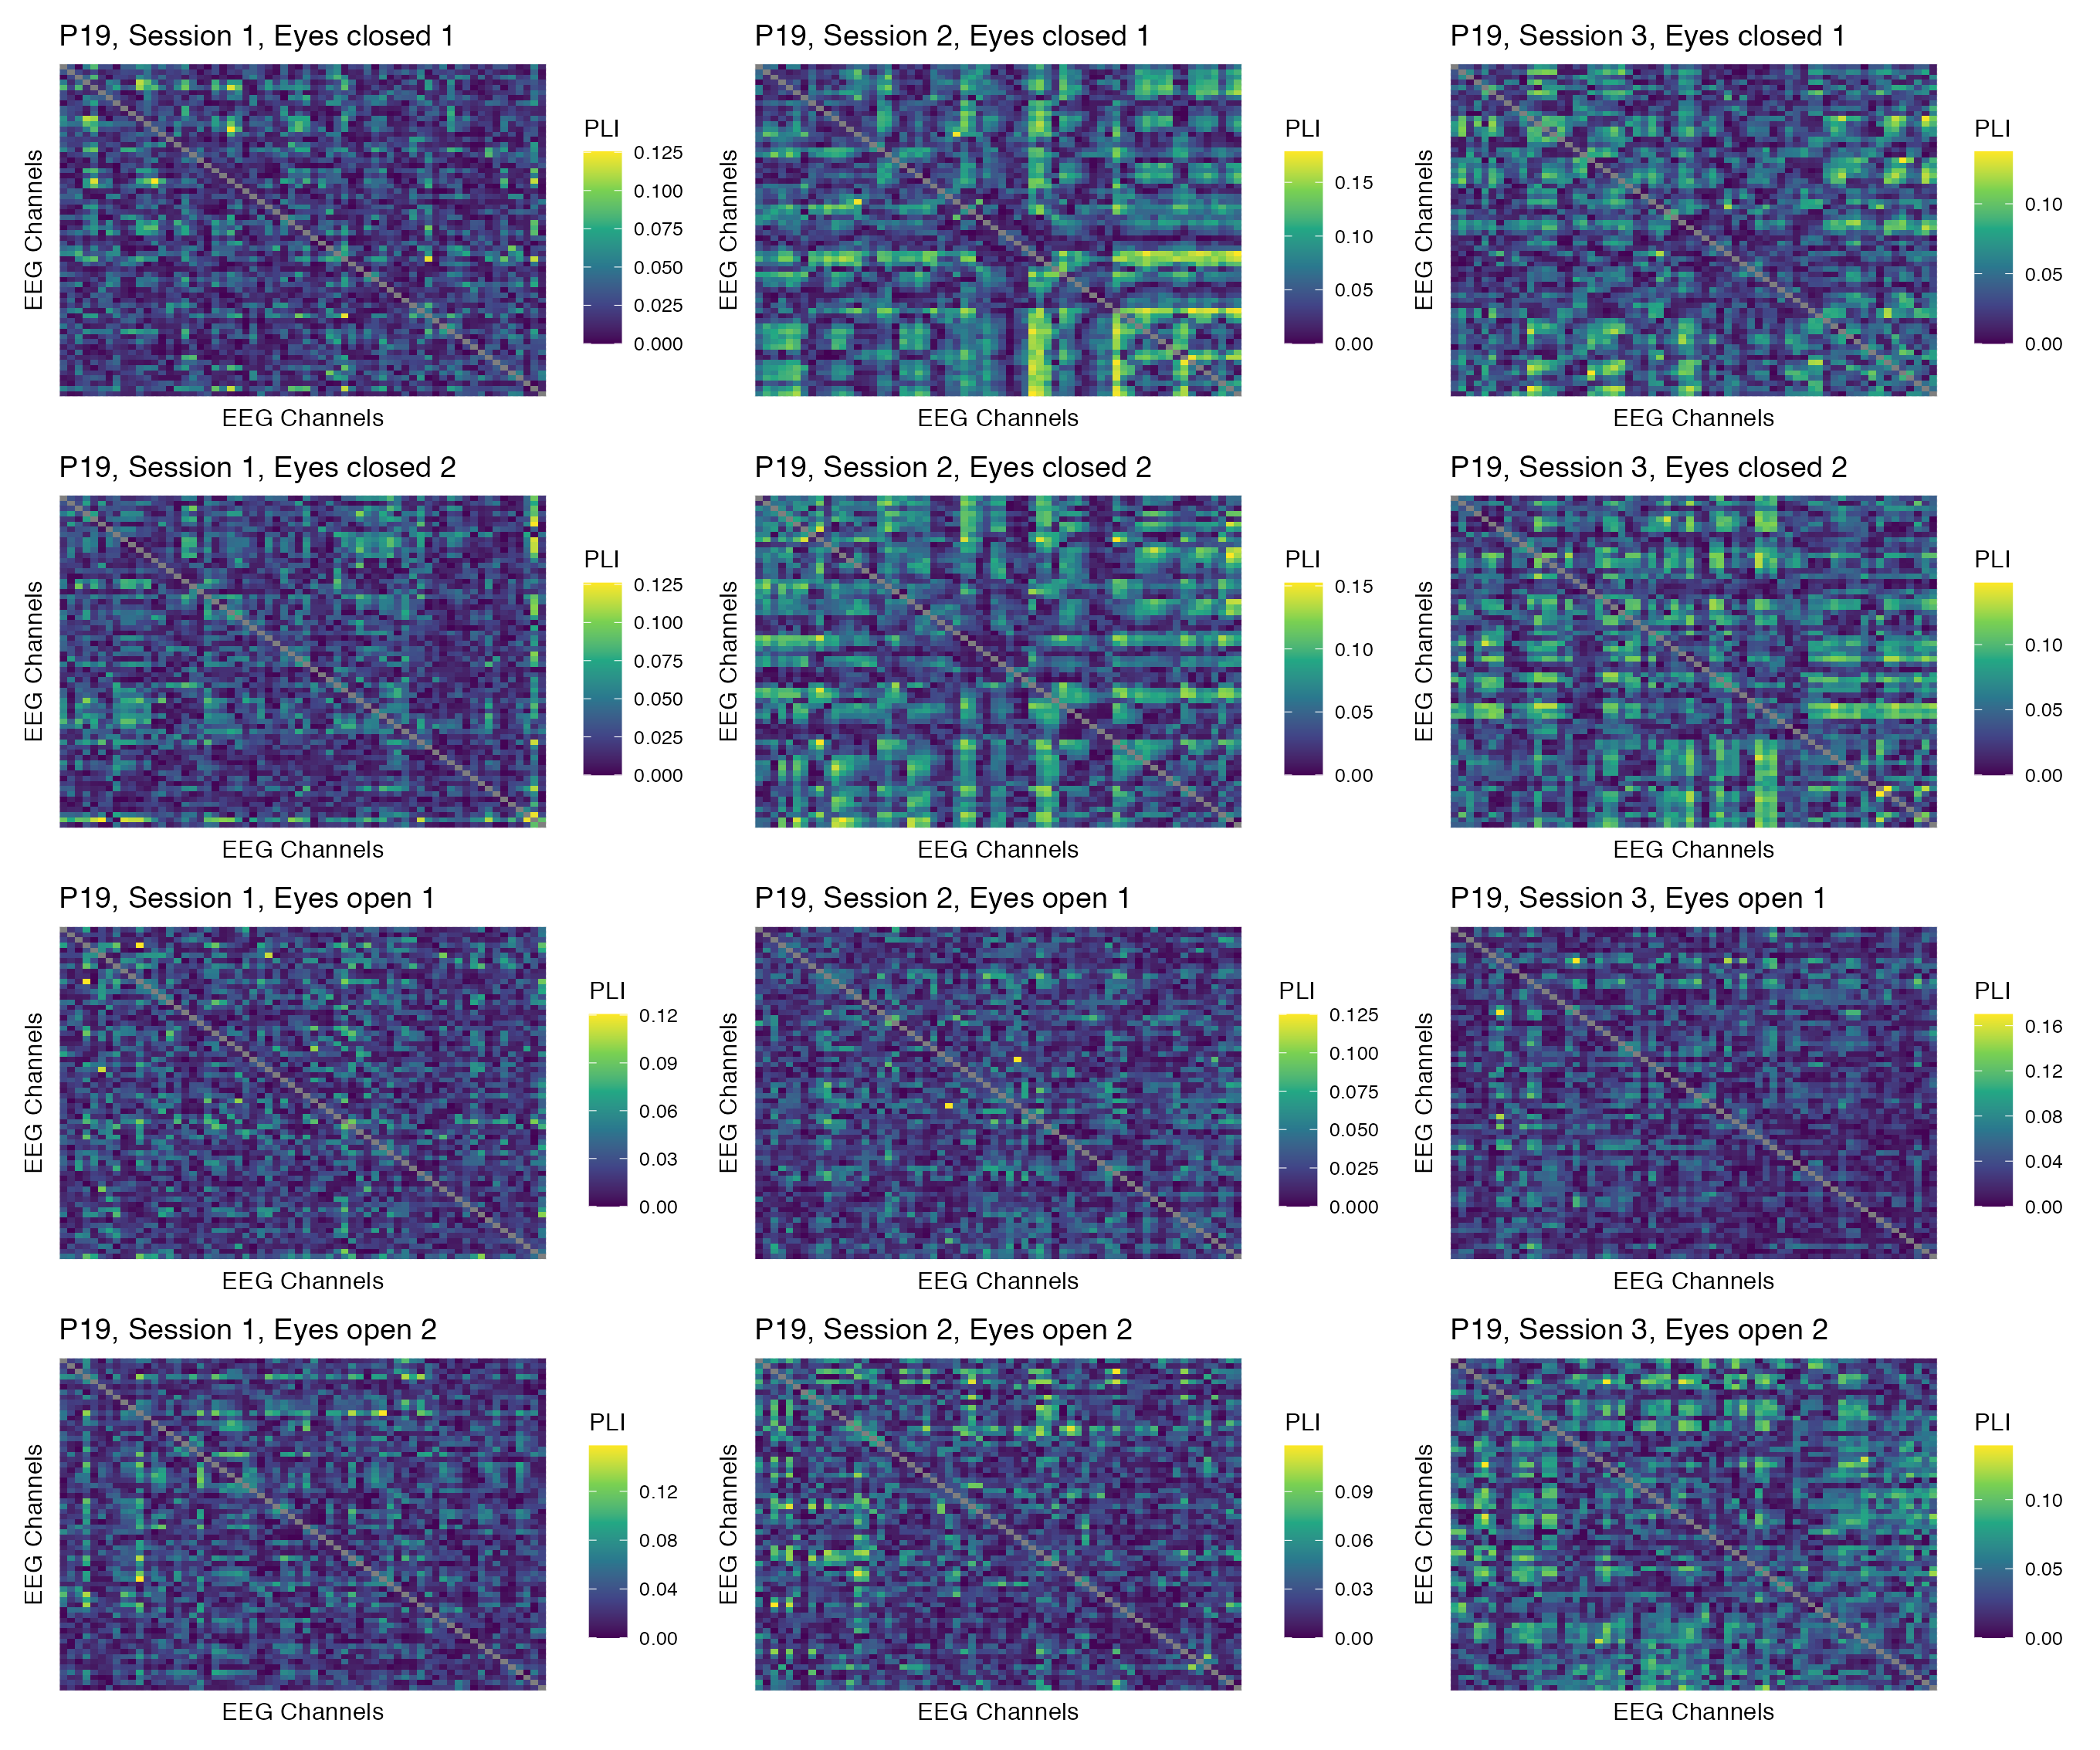 P19, Session 1, Eyes closed 1
PLI
0.125
0.100
0.075
0.050
0.025
0.000
EEG Channels
EEG Channels
P19, Session 2, Eyes closed 1
PLI
0.15
0.10
0.05
0.00
EEG Channels
EEG Channels
P19, Session 3, Eyes closed 1
PLI
0.10
0.05
0.00
EEG Channels
EEG Channels
P19, Session 1, Eyes closed 2
PLI
0.125
0.100
0.075
0.050
0.025
0.000
EEG Channels
EEG Channels
P19, Session 2, Eyes closed 2
PLI
0.15
0.10
0.05
0.00
EEG Channels
EEG Channels
P19, Session 3, Eyes closed 2
PLI
0.10
0.05
0.00
EEG Channels
EEG Channels
P19, Session 1, Eyes open 1
PLI
0.12
0.09
0.06
0.03
0.00
EEG Channels
EEG Channels
P19, Session 2, Eyes open 1
PLI
0.125
0.100
0.075
0.050
0.025
0.000
EEG Channels
EEG Channels
P19, Session 3, Eyes open 1
PLI
0.16
0.12
0.08
0.04
0.00
EEG Channels
EEG Channels
P19, Session 1, Eyes open 2
PLI
0.12
0.08
0.04
0.00
EEG Channels
EEG Channels
P19, Session 2, Eyes open 2
PLI
0.09
0.06
0.03
0.00
EEG Channels
EEG Channels
P19, Session 3, Eyes open 2
PLI
0.10
0.05
0.00
EEG Channels
EEG Channels